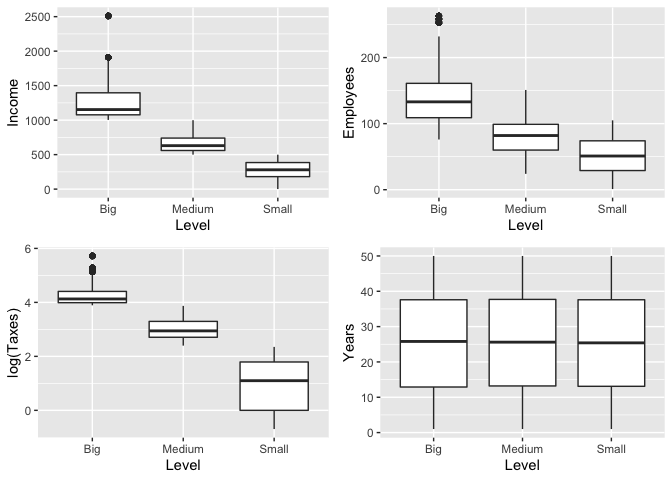 Income
2500
2000
1500
1000
500
0
Big Medium Small
Level
Employees
200
100
0
Big Medium Small
Level
log(Taxes)
6
4
2
0
Big Medium Small
Level
Years
50
40
30
20
10
0
Big Medium Small
Level